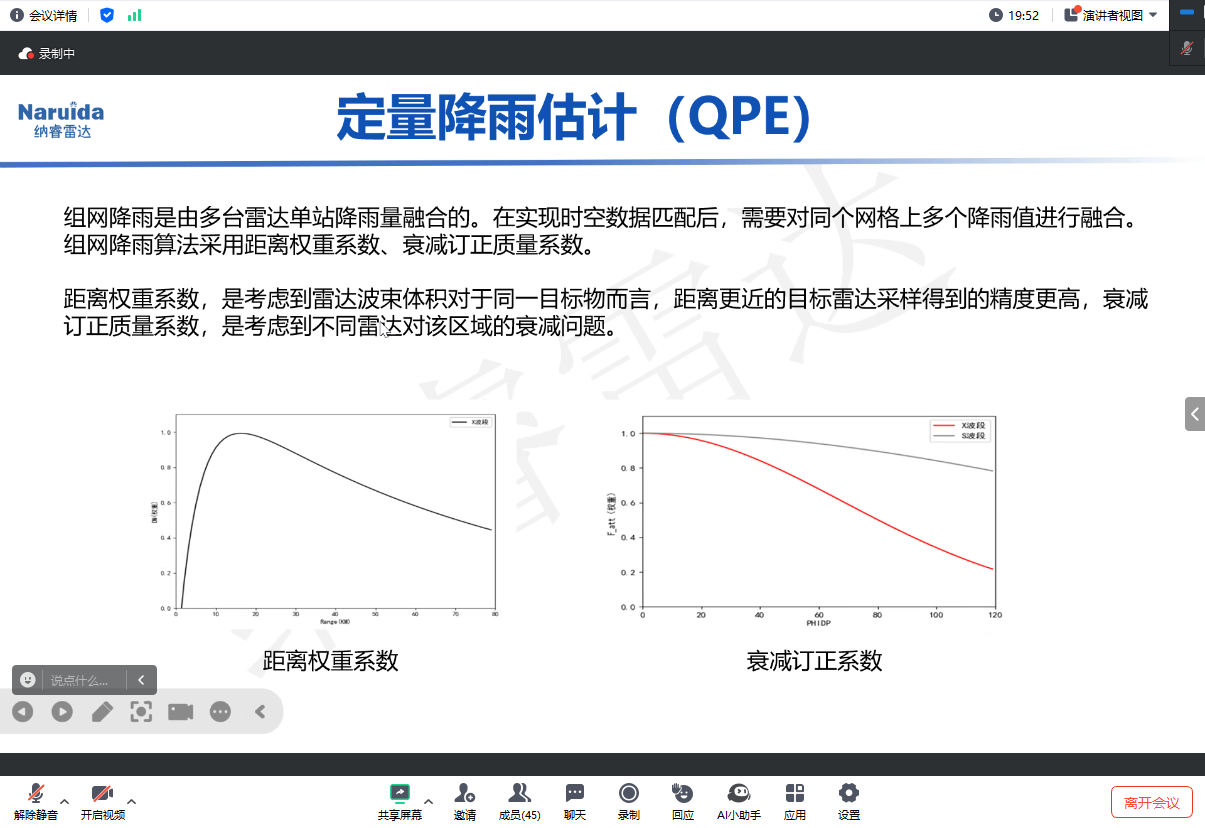 会议详情
19:52
演讲者视图
录制中
Naruida
纳睿雷达
定量降雨估计（QPE）
组网降雨是由多台雷达单站降雨量融合的。在实现时空数据匹配后，需要对同个网格上多个降雨值进行融合。
组网降雨算法采用距离权重系数、衰减订正质量系数。
距离权重系数，是考虑到雷达波束体积对于同一目标物而言，距离更近的目标雷达采样得到的精度更高，衰减
订正质量系数，是考虑到不同雷达对该区域的衰减问题。
X波段
1.0
0.8
0.6
0.4
0.2
0.0
DW(权重)
0 10 20 30 40 50 60 70 80
Range(KM)
距离权重系数
X波段
S波段
1.0
0.8
0.6
0.4
0.2
0.0
F_att (权重)
0 20 40 60 80 100 120
PHIDP
衰减订正系数
说点什么...
解除静音
开启视频
共享屏幕
邀请
成员(45)
聊天
录制
回应
AI小助手
应用
设置
离开会议